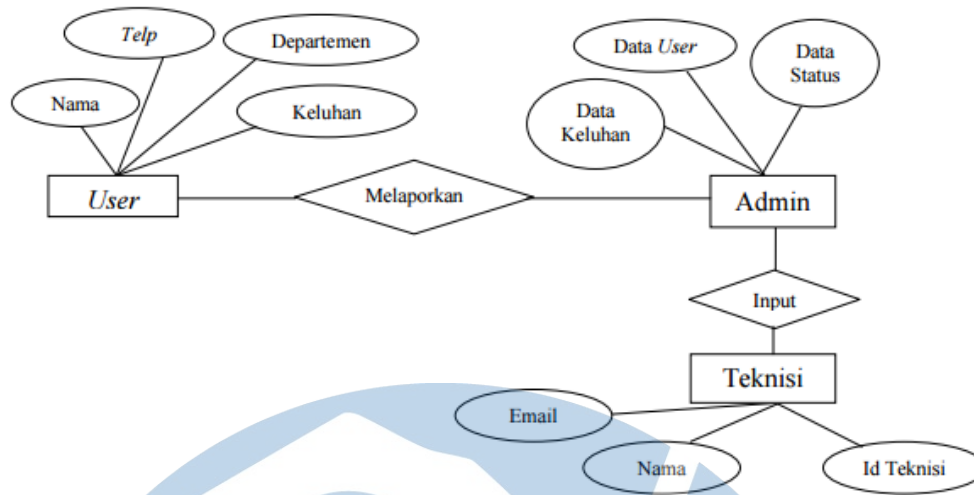 Telp
Departemen
Nama
Keluhan
Data User
Data
Status
Data
Keluhan
User
Melaporkan
Admin
Input
Teknisi
Email
Nama
Id Teknisi